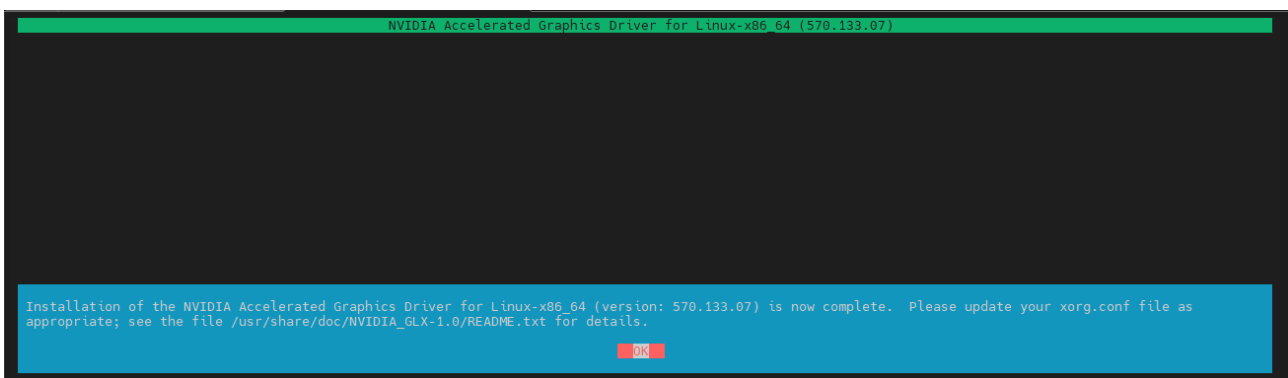 NVIDIA Accelerated Graphics Driver for Linux-x86_64 (570.133.07)
Installation of the NVIDIA Accelerated Graphics Driver for Linux-x86_64 (version: 570.133.07) is now complete.  Please update your xorg.conf file as
appropriate; see the file /usr/share/doc/NVIDIA_GLX-1.0/README.txt for details.
OK